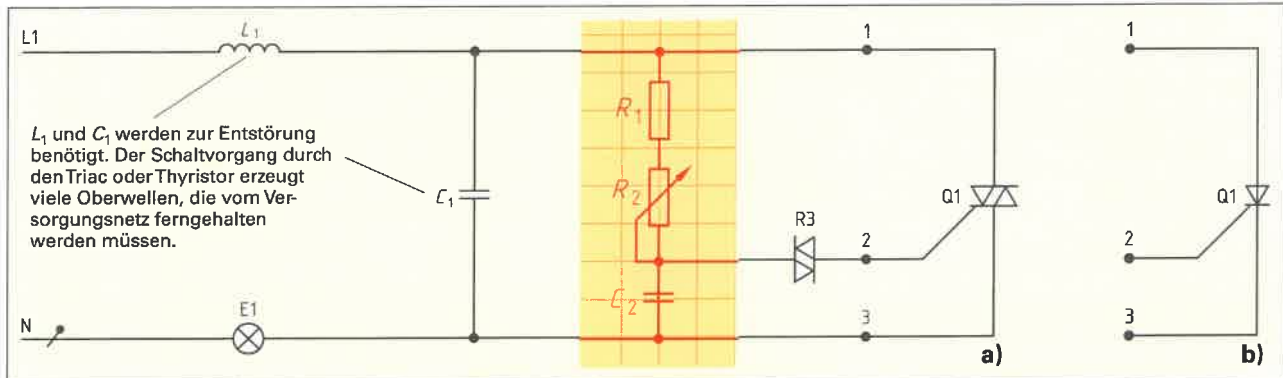 L1
L₁
1
1
R₁
L₁ und C₁ werden zur Entstörung
benötigt. Der Schaltvorgang durch
den Triac oder Thyristor erzeugt
viele Oberwellen, die vom Ver-
sorgungsnetz ferngehalten
werden müssen.
C₁
R₂
Q1
Q1
R3
2
2
C₂
E1
N
3
3
a)
b)